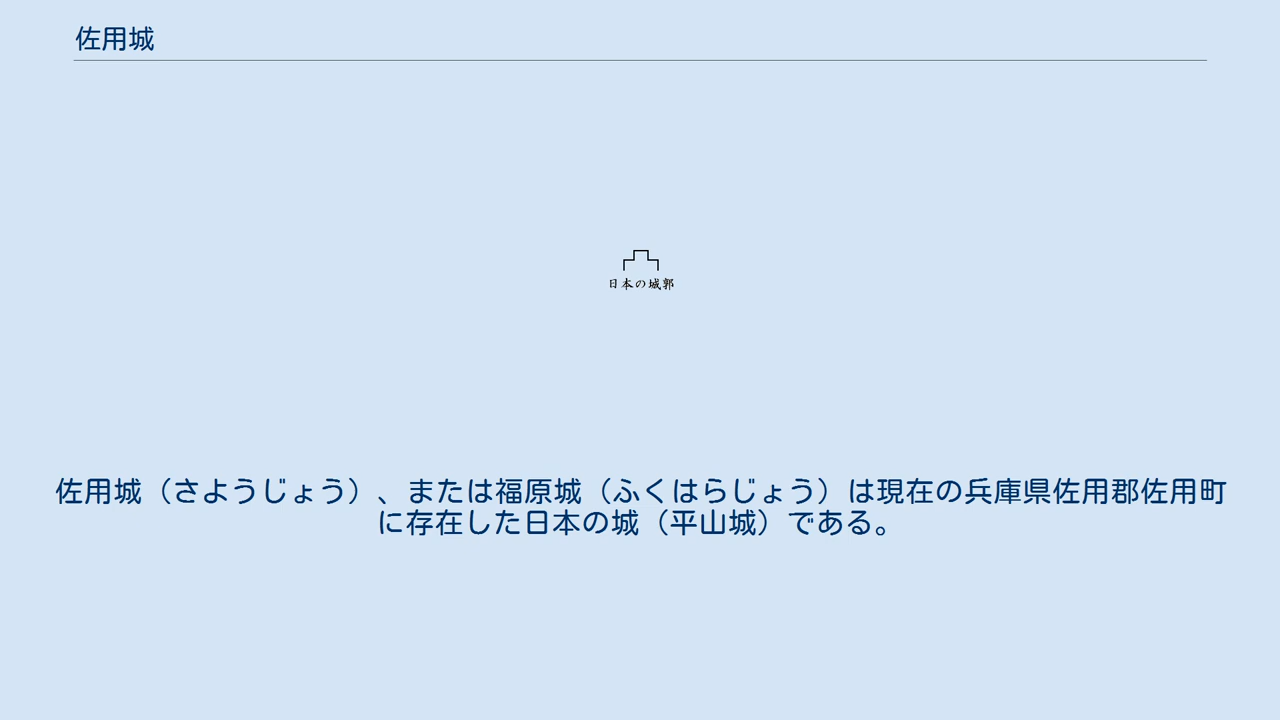 佐用城
日本の城郭
佐用城（さようじょう）、または福原城（ふくはらじょう）は現在の兵庫県佐用郡佐用町
に存在した日本の城（平山城）である。